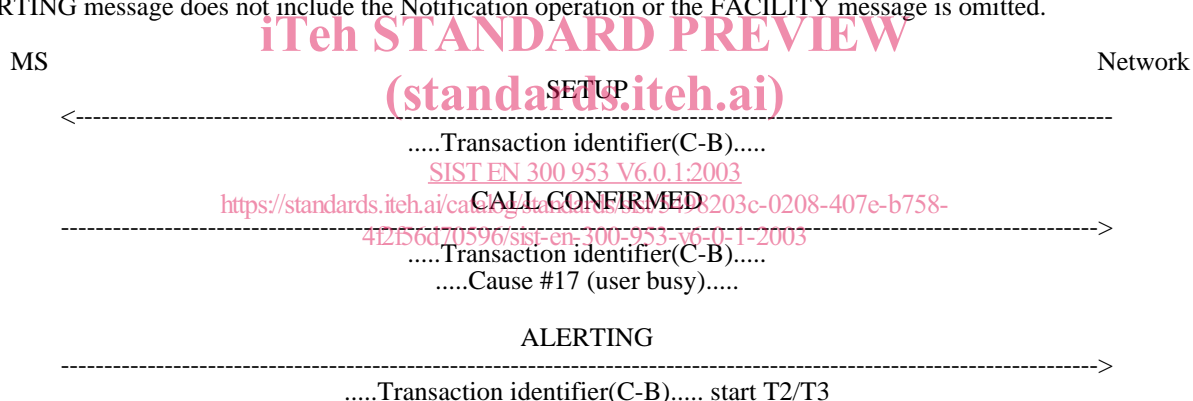 RTING message does not include the Notification operation or the FACILITY message is omitted.
iTeh STANDARD PREVIEW
MS Network
(standards.iteh.ai)
SETUP
<----------------------------------------------------------------------------------------------------------------------
.....Transaction identifier(C-B).....
SIST EN 300 953 V6.0.1:2003
CALL CONFIRMED
https://standards.iteh.ai/catalog/standards/sist/5498203c-0208-407e-b758-
---------------------------------------------------------------------------------------------------------------------->
4f2f56d70596/sist-en-300-953-v6-0-1-2003
.....Transaction identifier(C-B).....
.....Cause #17 (user busy).....
ALERTING
---------------------------------------------------------------------------------------------------------------------->
.....Transaction identifier(C-B)..... start T2/T3